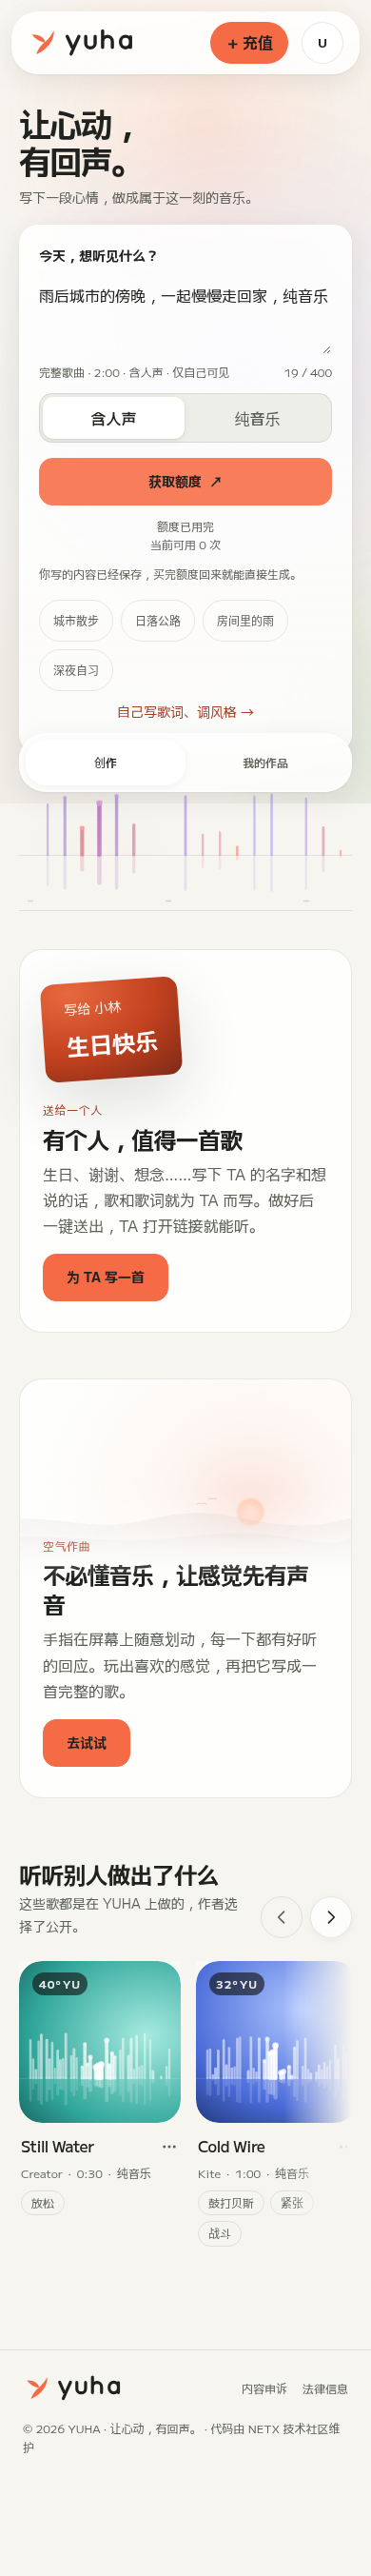 yuha
+ 充值
U
让心动，
有回声。
写下一段心情，做成属于这一刻的音乐。
今天，想听见什么？
雨后城市的傍晚，一起慢慢走回家，纯音乐
完整歌曲 · 2:00 · 含人声 · 仅自己可见
19 / 400
含人声
纯音乐
获取额度 ↗
额度已用完
当前可用 0 次
你写的内容已经保存，买完额度回来就能直接生成。
城市散步
日落公路
房间里的雨
深夜自习
自己写歌词、调风格 →
创作
我的作品
写给 小林
生日快乐
送给一个人
有个人，值得一首歌
生日、谢谢、想念……写下 TA 的名字和想
说的话，歌和歌词就为 TA 而写。做好后
一键送出，TA 打开链接就能听。
为 TA 写一首
空气作曲
不必懂音乐，让感觉先有声
音
手指在屏幕上随意划动，每一下都有好听
的回应。玩出喜欢的感觉，再把它写成一
首完整的歌。
去试试
听听别人做出了什么
这些歌都是在 YUHA 上做的，作者选
择了公开。
40°YU
32°YU
Still Water
Creator · 0:30 · 纯音乐
放松
Cold Wire
Kite · 1:00 · 纯音乐
鼓打贝斯
紧张
战斗
yuha
内容申诉
法律信息
© 2026 YUHA · 让心动，有回声。 · 代码由 NETX 技术社区维
护